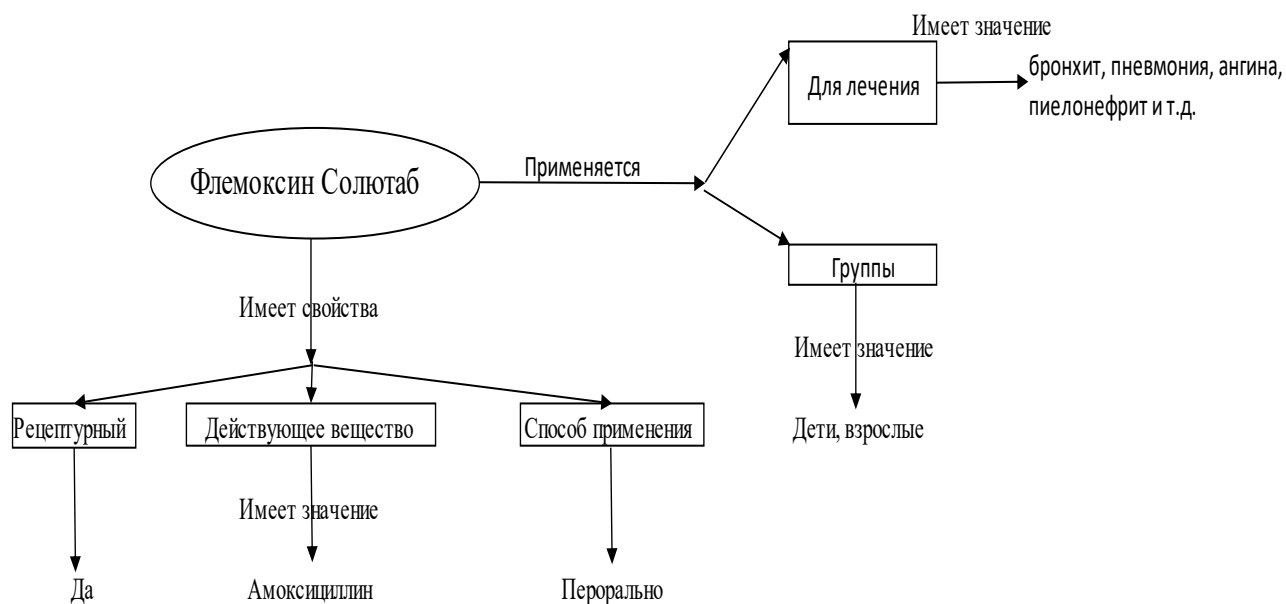 Имеет значение
бронхит, пневмония, ангина,
пиелонефрит и т.д.
Для лечения
Применяется
Флемоксин Солютаб
Группы
Имеет свойства
Имеет значение
Рецептурный
Действующее вещество
Способ применения
Дети, взрослые
Имеет значение
Да
Амоксициллин
Перорально